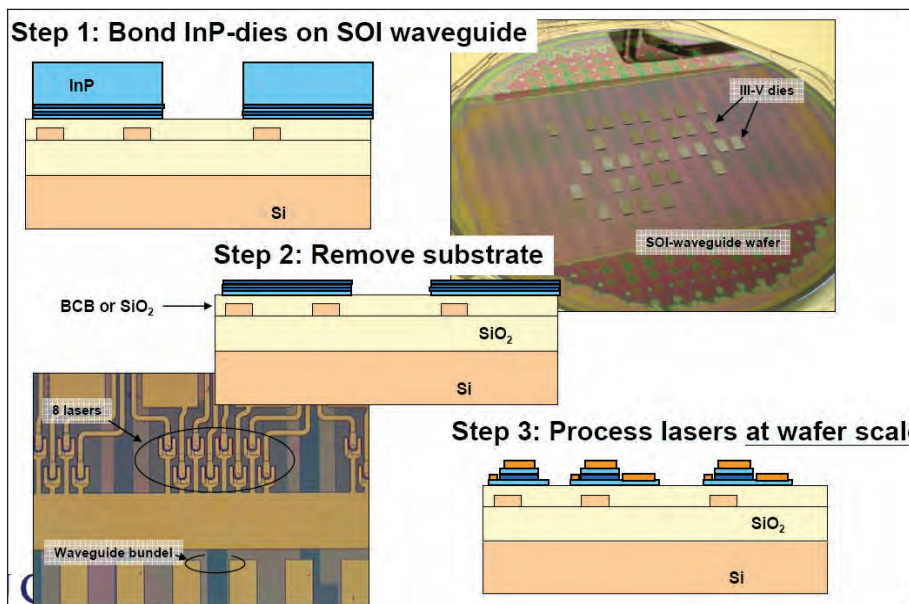 Step 1: Bond InP-dies on SOI waveguide
InP
Si
III-V dies
SOI-waveguide wafer
Step 2: Remove substrate
BCB or SiO₂
SiO₂
Si
8 lasers
Waveguide bundel
Step 3: Process lasers at wafer scale
SiO₂
Si